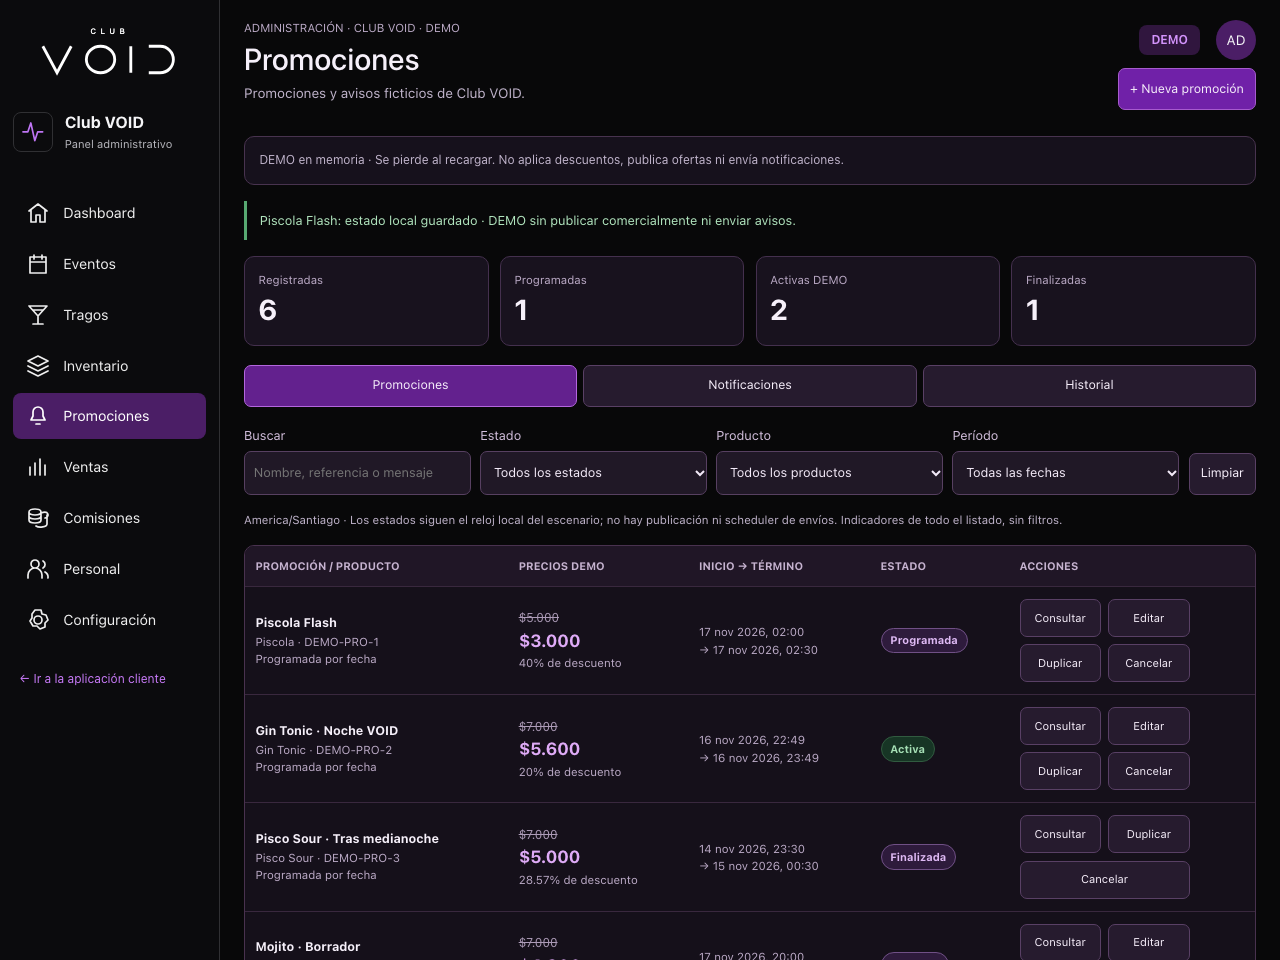 CLUB
VOID
Club VOID
Panel administrativo
Dashboard
Eventos
Tragos
Inventario
Promociones
Ventas
Comisiones
Personal
Configuración
← Ir a la aplicación cliente
ADMINISTRACIÓN · CLUB VOID · DEMO
Promociones
Promociones y avisos ficticios de Club VOID.
DEMO
AD
+ Nueva promoción
DEMO en memoria · Se pierde al recargar. No aplica descuentos, publica ofertas ni envía notificaciones.
Piscola Flash: estado local guardado · DEMO sin publicar comercialmente ni enviar avisos.
Registradas
6
Programadas
1
Activas DEMO
2
Finalizadas
1
Promociones
Notificaciones
Historial
Buscar
Nombre, referencia o mensaje
Estado
Todos los estados
Producto
Todos los productos
Período
Todas las fechas
Limpiar
America/Santiago · Los estados siguen el reloj local del escenario; no hay publicación ni scheduler de envíos. Indicadores de todo el listado, sin filtros.
PROMOCIÓN / PRODUCTO PRECIOS DEMO INICIO → TÉRMINO ESTADO ACCIONES
Piscola Flash
Piscola · DEMO-PRO-1
Programada por fecha
$5.000
$3.000
40% de descuento
17 nov 2026, 02:00
→ 17 nov 2026, 02:30
Programada
Consultar Editar
Duplicar Cancelar
Gin Tonic · Noche VOID
Gin Tonic · DEMO-PRO-2
Programada por fecha
$7.000
$5.600
20% de descuento
16 nov 2026, 22:49
→ 16 nov 2026, 23:49
Activa
Consultar Editar
Duplicar Cancelar
Pisco Sour · Tras medianoche
Pisco Sour · DEMO-PRO-3
Programada por fecha
$7.000
$5.000
28.57% de descuento
14 nov 2026, 23:30
→ 15 nov 2026, 00:30
Finalizada
Consultar Duplicar
Cancelar
Mojito · Borrador
$7.000
17 nov 2026, 20:00
Consultar Editar